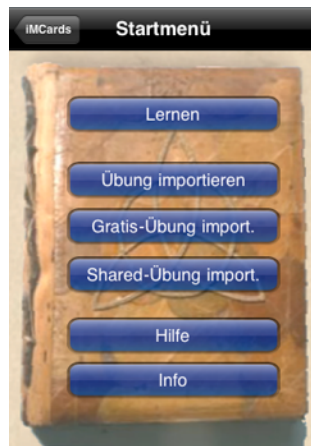 iMCards
Startmenü
Lernen
Übung importieren
Gratis-Übung import.
Shared-Übung import.
Hilfe
Info